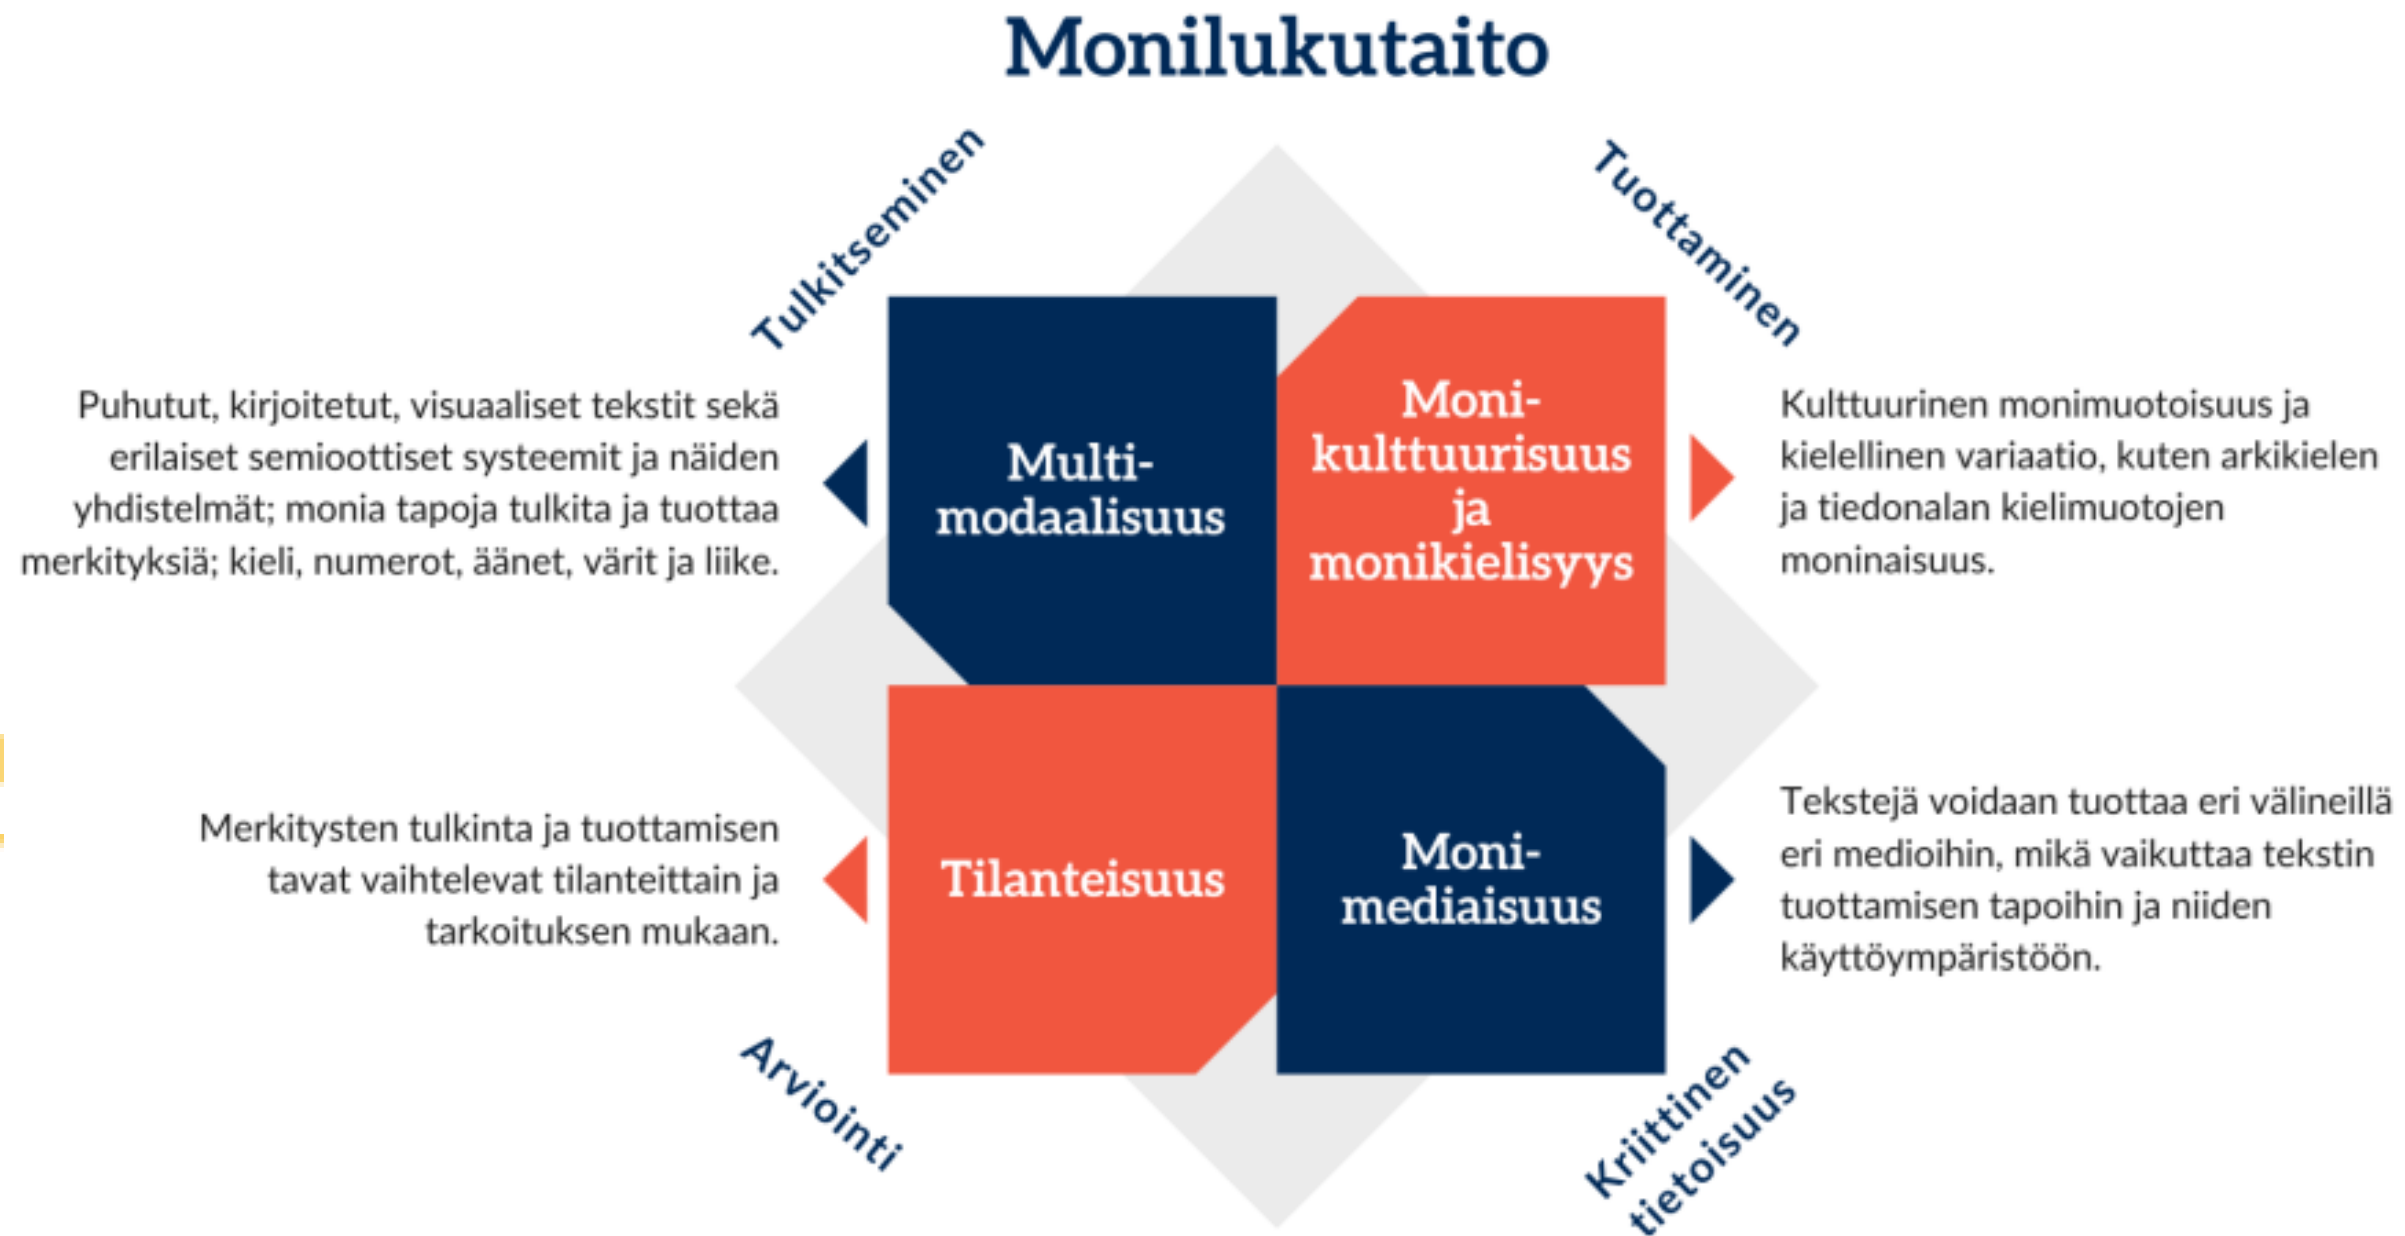 Monilukutaito
Tulkitseminen
Tuottaminen
Puhutut, kirjoitetut, visuaaliset tekstit sekä
erilaiset semioottiset systeemit ja näiden
yhdistelmät; monia tapoja tulkita ja tuottaa
merkityksiä; kieli, numerot, äänet, värit ja liike.
Multi-
modaalisuus
Moni-
kulttuurisuus
ja
monikielisyys
Kulttuurinen monimuotoisuus ja
kielellinen variaatio, kuten arkikielen
ja tiedonalan kielimuotojen
moninaisuus.
Merkitysten tulkinta ja tuottamisen
tavat vaihtelevat tilanteittain ja
tarkoituksen mukaan.
Tilanteisuus
Moni-
mediaisuus
Tekstejä voidaan tuottaa eri välineillä
eri medioihin, mikä vaikuttaa tekstin
tuottamisen tapoihin ja niiden
käyttöympäristöön.
Arviointi
Kriittinen
tietoisuus